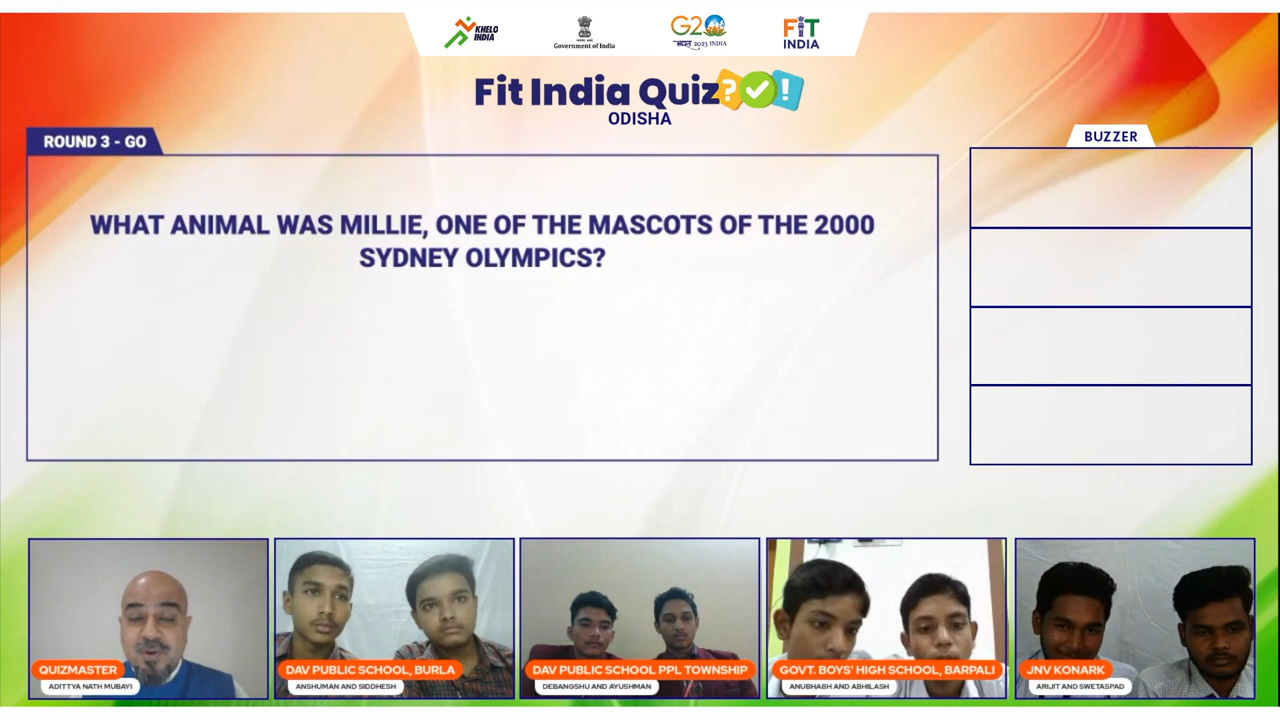 KHELO
INDIA
Government of India
G20
भारत 2023 INDIA
FIT
INDIA
Fit India Quiz?!
ODISHA
ROUND 3 - GO
BUZZER
WHAT ANIMAL WAS MILLIE, ONE OF THE MASCOTS OF THE 2000
SYDNEY OLYMPICS?
QUIZMASTER
ADITTYA NATH MUBAYI
DAV PUBLIC SCHOOL, BURLA
ANSHUMAN AND SIDDHESH
DAV PUBLIC SCHOOL PPL TOWNSHIP
DEBANGSHU AND AYUSHMAN
GOVT. BOYS' HIGH SCHOOL, BARPALI
ANUBHABH AND ABHILASH
JNV KONARK
ARIJIT AND SWETASPAD